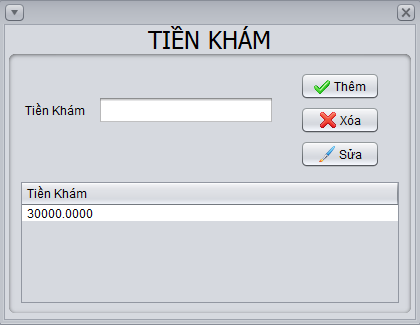 TIỀN KHÁM
Tiền Khám
Thêm
Xóa
Sửa
Tiền Khám
30000.0000